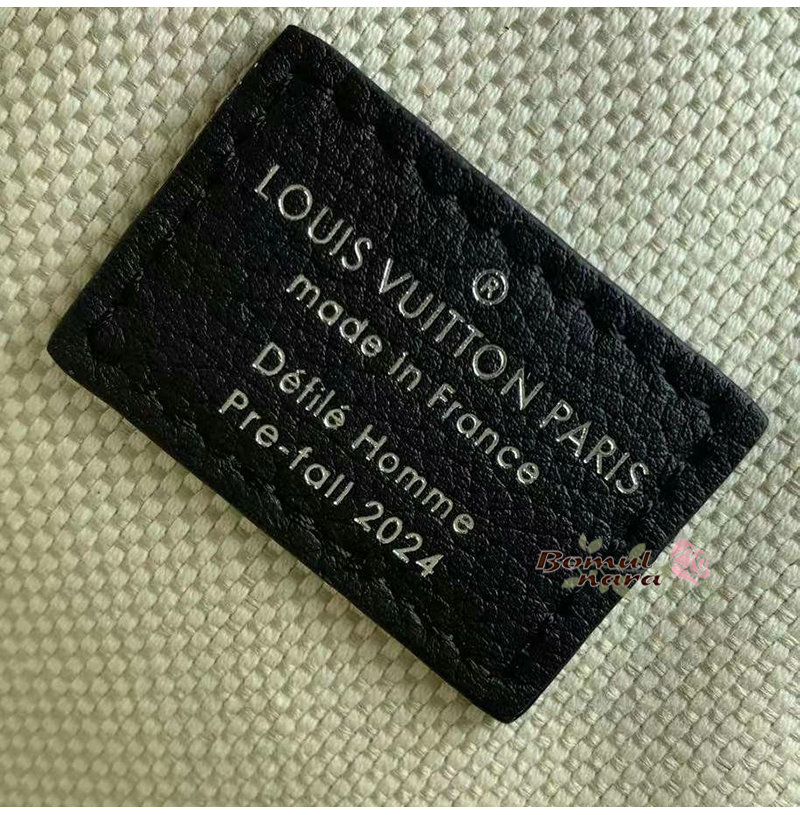 LOUIS VUITTON PARIS
®
made in France
Défilé Homme
Pre-fall 2024
Bomul
nara